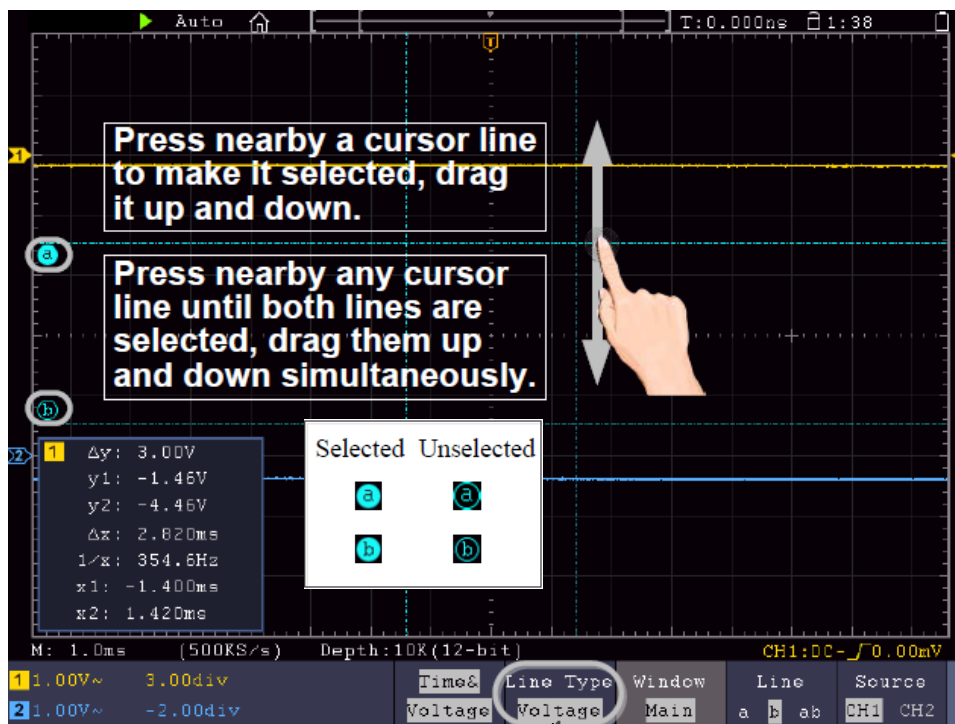 Auto T:0.000ns 1:38
T
Press nearby a cursor line
to make it selected, drag
it up and down.
1
a
Press nearby any cursor
line until both lines are
selected, drag them up
and down simultaneously.
b
Selected Unselected
a a
b b
2
1 Δy: 3.00V
y1: -1.46V
y2: -4.46V
Δx: 2.820ms
1/x: 354.6Hz
x1: -1.400ms
x2: 1.420ms
M: 1.0ms (500KS/s) Depth:10K(12-bit) CH1:DC- 0.00mV
1 1.00V~ 3.00div Time& Line Type Window Line Source
2 1.00V~ -2.00div Voltage Voltage Main a b ab CH1 CH2